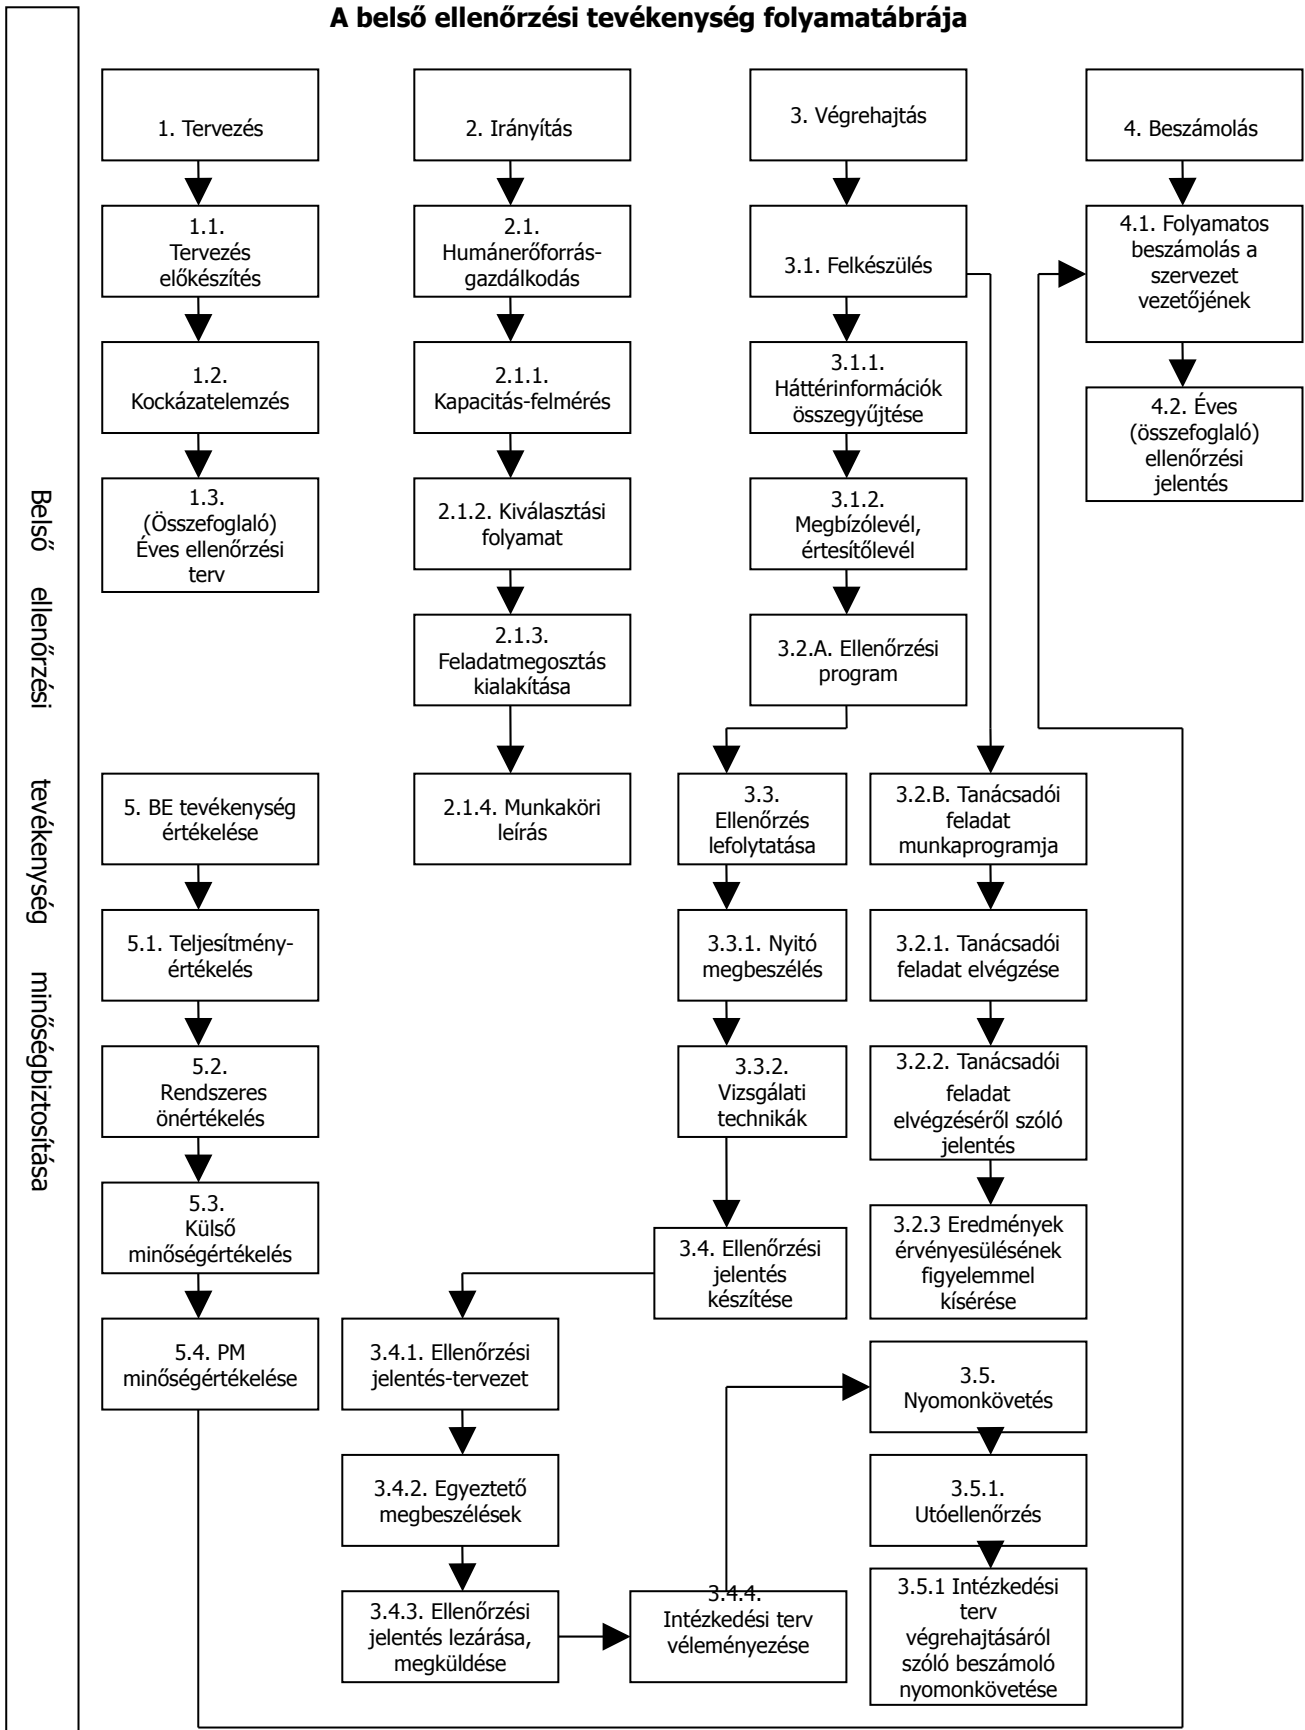 A belső ellenőrzési tevékenység folyamatábrája
Belső ellenőrzési tevékenység minőségbiztosítása
1. Tervezés
2. Irányítás
3. Végrehajtás
4. Beszámolás
1.1.
Tervezés
előkészítés
2.1.
Humánerőforrás-
gazdálkodás
3.1. Felkészülés
4.1. Folyamatos
beszámolás a
szervezet
vezetőjének
1.2.
Kockázatelemzés
2.1.1.
Kapacitás-felmérés
3.1.1.
Háttérinformációk
összegyűjtése
4.2. Éves
(összefoglaló)
ellenőrzési
jelentés
1.3.
(Összefoglaló)
Éves ellenőrzési
terv
2.1.2. Kiválasztási
folyamat
3.1.2.
Megbízólevél,
értesítőlevél
2.1.3.
Feladatmegosztás
kialakítása
3.2.A. Ellenőrzési
program
5. BE tevékenység
értékelése
2.1.4. Munkaköri
leírás
3.3.
Ellenőrzés
lefolytatása
3.2.B. Tanácsadói
feladat
munkaprogramja
5.1. Teljesítmény-
értékelés
3.3.1. Nyitó
megbeszélés
3.2.1. Tanácsadói
feladat elvégzése
5.2.
Rendszeres
önértékelés
3.3.2.
Vizsgálati
technikák
3.2.2. Tanácsadói
feladat
elvégzéséről szóló
jelentés
5.3.
Külső
minőségértékelés
3.4. Ellenőrzési
jelentés
készítése
3.2.3 Eredmények
érvényesülésének
figyelemmel
kísérése
5.4. PM
minőségértékelése
3.4.1. Ellenőrzési
jelentés-tervezet
3.5.
Nyomonkövetés
3.4.2. Egyeztető
megbeszélések
3.5.1.
Utóellenőrzés
3.4.3. Ellenőrzési
jelentés lezárása,
megküldése
3.4.4.
Intézkedési terv
véleményezése
3.5.1 Intézkedési
terv
végrehajtásáról
szóló beszámoló
nyomonkövetése